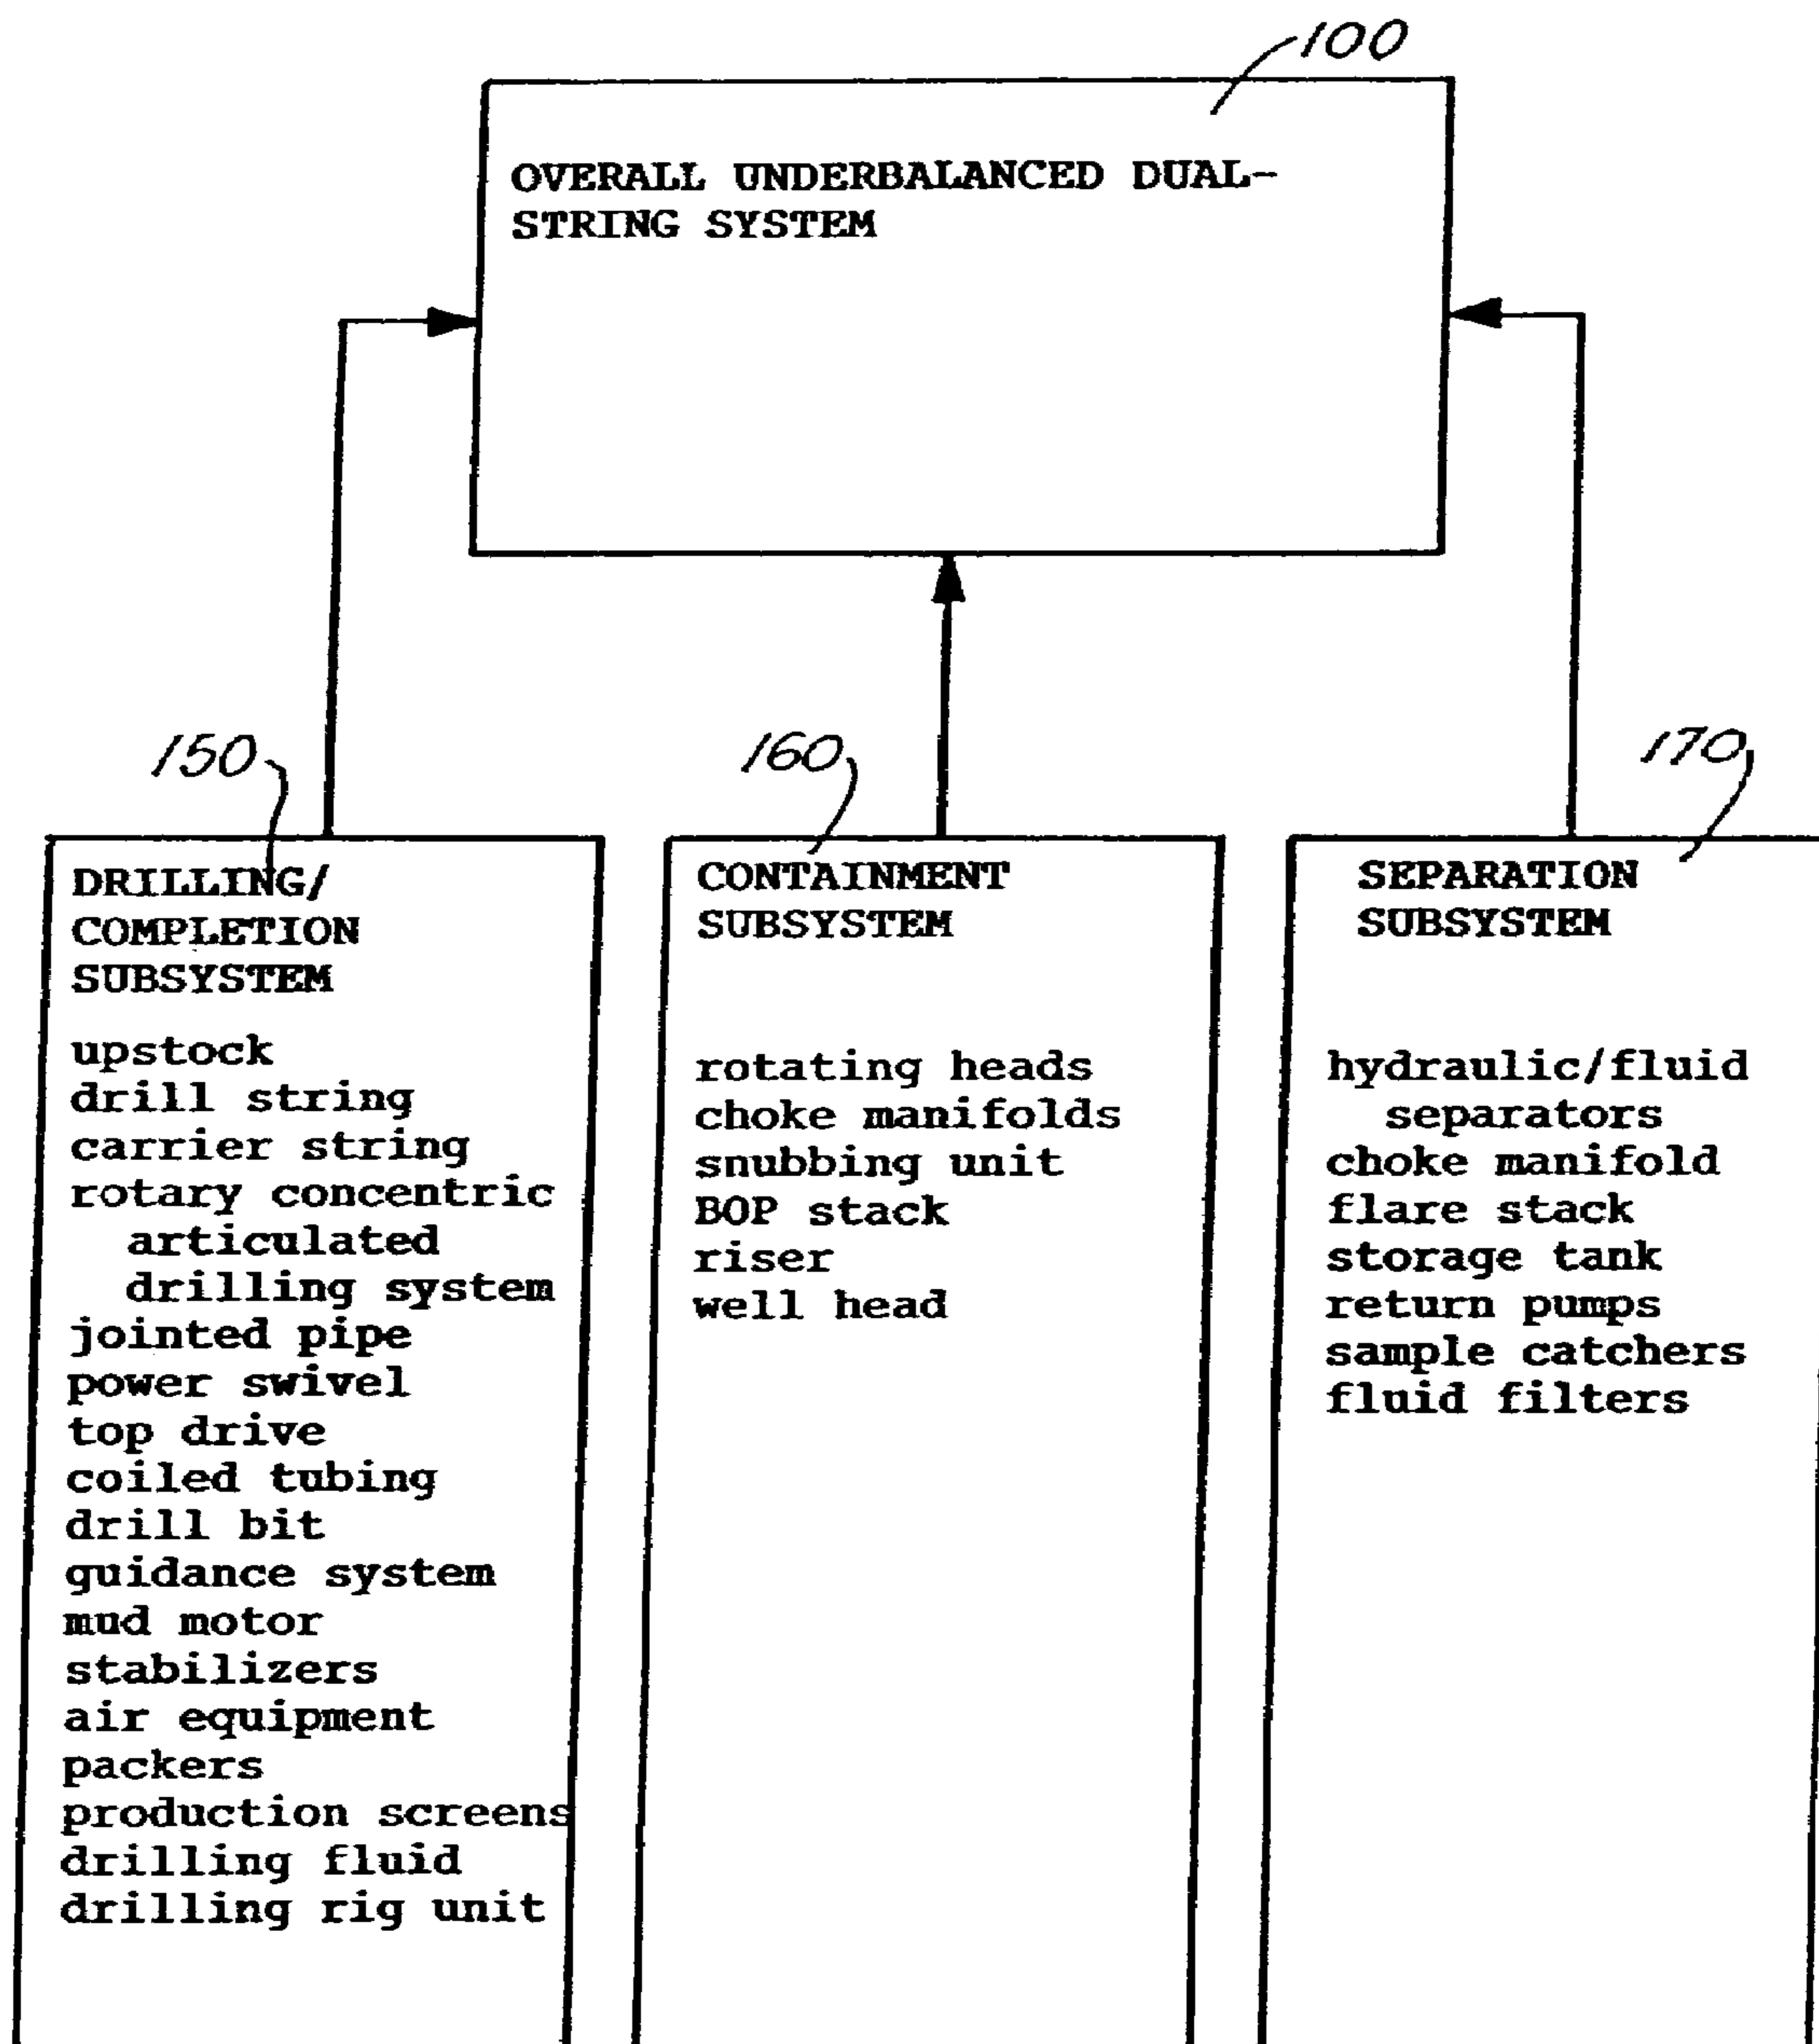 100
OVERALL UNDERBALANCED DUAL-
STRING SYSTEM
150
DRILLING/
COMPLETION
SUBSYSTEM
upstock
drill string
carrier string
rotary concentric
articulated
drilling system
jointed pipe
power swivel
top drive
coiled tubing
drill bit
guidance system
mud motor
stabilizers
air equipment
packers
production screens
drilling fluid
drilling rig unit
160
CONTAINMENT
SUBSYSTEM
rotating heads
choke manifolds
snubbing unit
BOP stack
riser
well head
170
SEPARATION
SUBSYSTEM
hydraulic/fluid
separators
choke manifold
flare stack
storage tank
return pumps
sample catchers
fluid filters